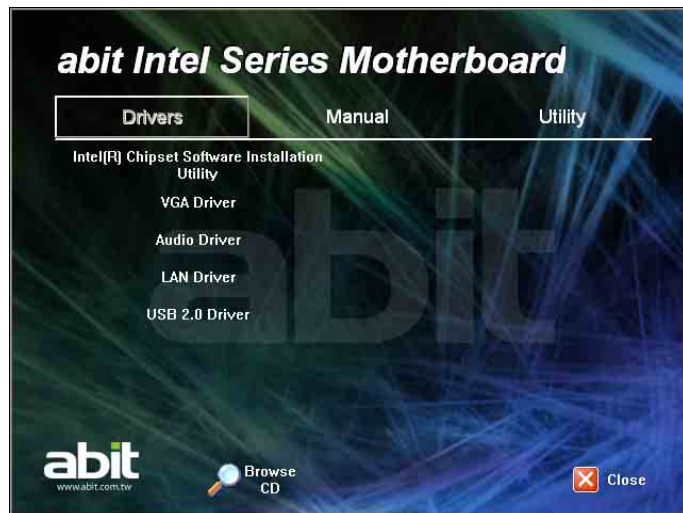 abit Intel Series Motherboard
Drivers Manual Utility
Intel(R) Chipset Software Installation
Utility
VGA Driver
Audio Driver
LAN Driver
USB 2.0 Driver
abit
abit
www.abit.com.tw
Browse
CD
Close